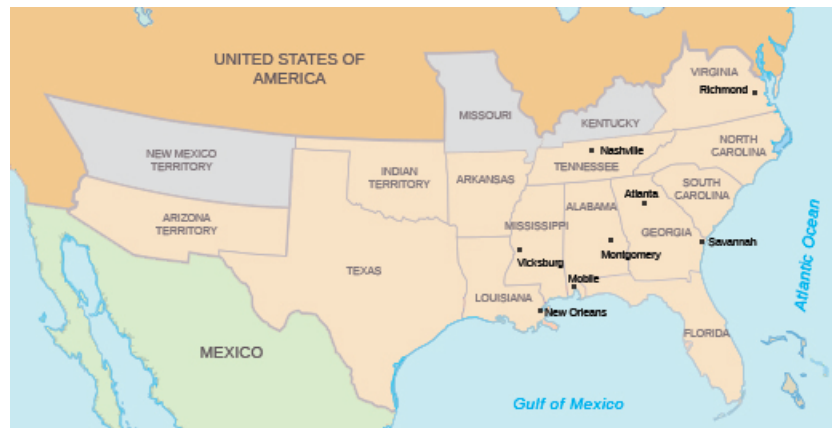 UNITED STATES OF
AMERICA
VIRGINIA
Richmond
MISSOURI
KENTUCKY
NEW MEXICO
TERRITORY
NORTH
CAROLINA
Nashville
TENNESSEE
INDIAN
TERRITORY
ARKANSAS
SOUTH
CAROLINA
Atlanta
ALABAMA
ARIZONA
TERRITORY
MISSISSIPPI
GEORGIA
Savannah
Montgomery
Vicksburg
TEXAS
Mobile
LOUISIANA
New Orleans
FLORIDA
MEXICO
Gulf of Mexico
Atlantic Ocean